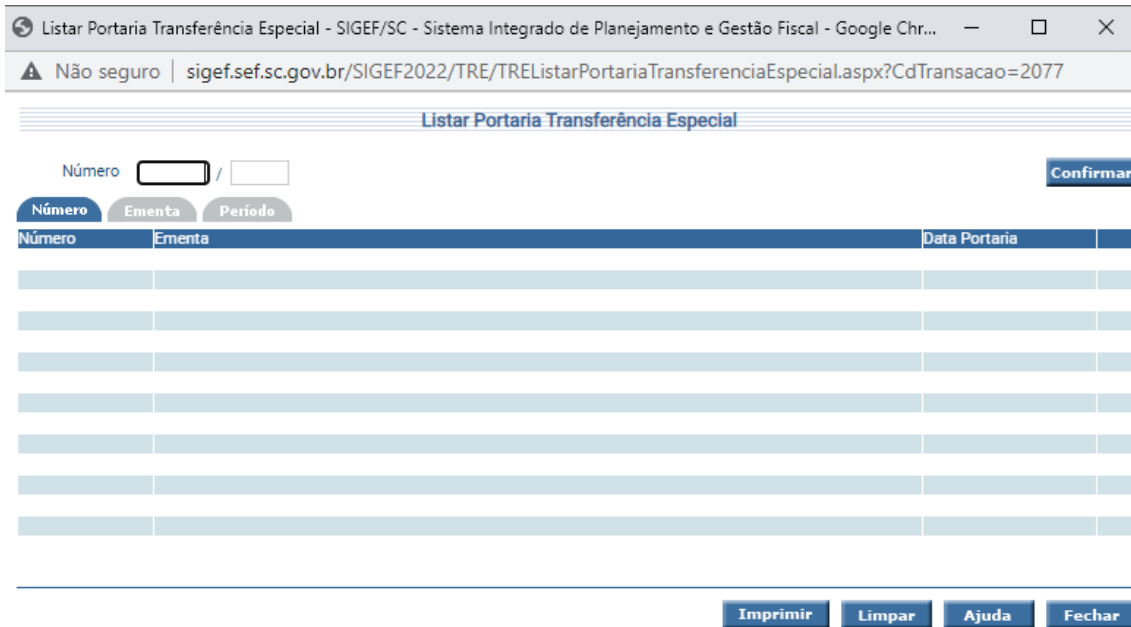 Listar Portaria Transferência Especial - SIGEF/SC - Sistema Integrado de Planejamento e Gestão Fiscal - Google Chr...
Não seguro | sigef.sef.sc.gov.br/SIGEF2022/TRE/TREListarPortariaTransferenciaEspecial.aspx?CdTransacao=2077
Listar Portaria Transferência Especial
Número / Confirmar
Número Ementa Período
Número Ementa Data Portaria
Imprimir Limpar Ajuda Fechar